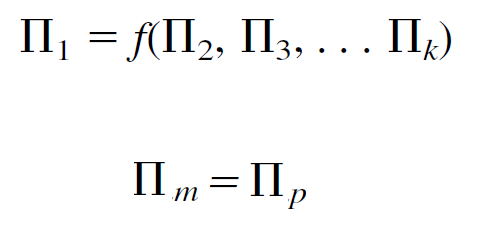 Π₁ = f(Π₂, Π₃, . . . Πₖ)
Πₘ = Πₚ